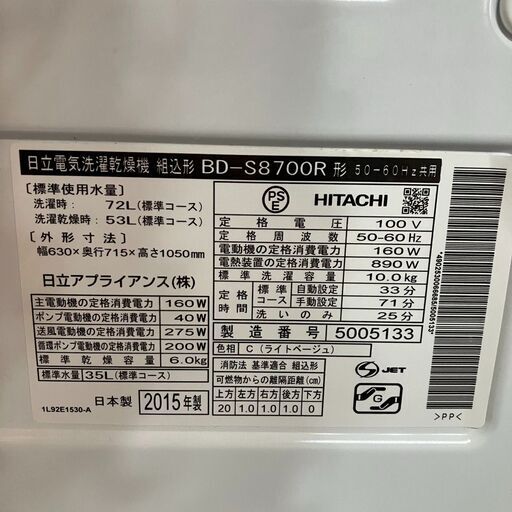 日立電気洗濯乾燥機 組込形 BD-S8700R 形 50-60Hz共用
〔標準使用水量〕
洗濯時： 72L(標準コース)
洗濯乾燥時： 53L(標準コース)
〔外形寸法〕
幅630×奥行715×高さ1050mm
日立アプライアンス(株)
主電動機の定格消費電力 160W
ポンプ電動機の定格消費電力 40W
送風電動機の定格消費電力 275W
循環ポンプ電動機の定格消費電力 200W
標準乾燥容量 6.0kg
標準水量 35L(標準コース)
日本製 2015年製
1L92E1530-A
PS
E
HITACHI
定格電圧 100V
定格周波数 50-60Hz
電動機の定格消費電力 160W
電熱装置の定格消費電力 890W
標準洗濯容量 10.0kg
定格時間 標準コース 自動設定 33分
手動設定 71分
洗いのみ 25分
製造番号 5005133
色相 C(ライトベージュ)
消防法 基準適合 組込形
可燃物からの離隔距離(cm)
上方 左方 右方 前方 後方 下方
20 1.0 1.0 1.0 0
S JET
G
>PP<